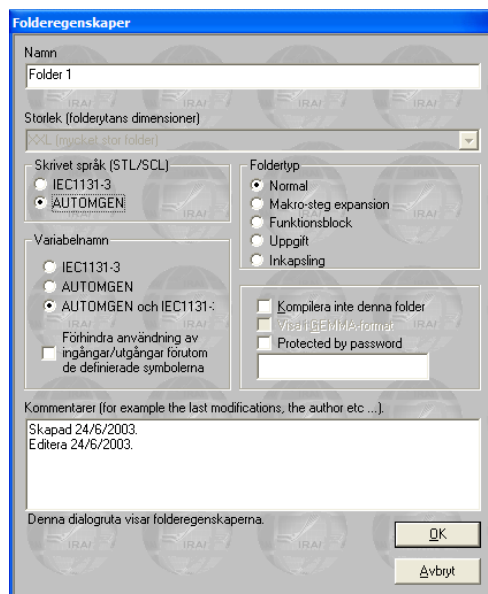 Folderegenskaper
Namn
Folder 1
Storlek (folderytans dimensioner)
XXL (mycket stor folder)
Skrivet språk (STL/SCL)
IEC1131-3
AUTOMGEN
Foldertyp
Normal
Makro-steg expansion
Funktionsblock
Uppgift
Inkapsling
Variabelnamn
IEC1131-3
AUTOMGEN
AUTOMGEN och IEC1131-:
Förhindra användning av
ingångar/utgångar förutom
de definierade symbolerna
Kompilera inte denna folder
Visa i GEMMA-format
Protected by password
Kommentarer (for example the last modifications, the author etc ...).
Skapad 24/6/2003.
Editera 24/6/2003.
Denna dialogruta visar folderegenskaperna.
OK
Avbryt